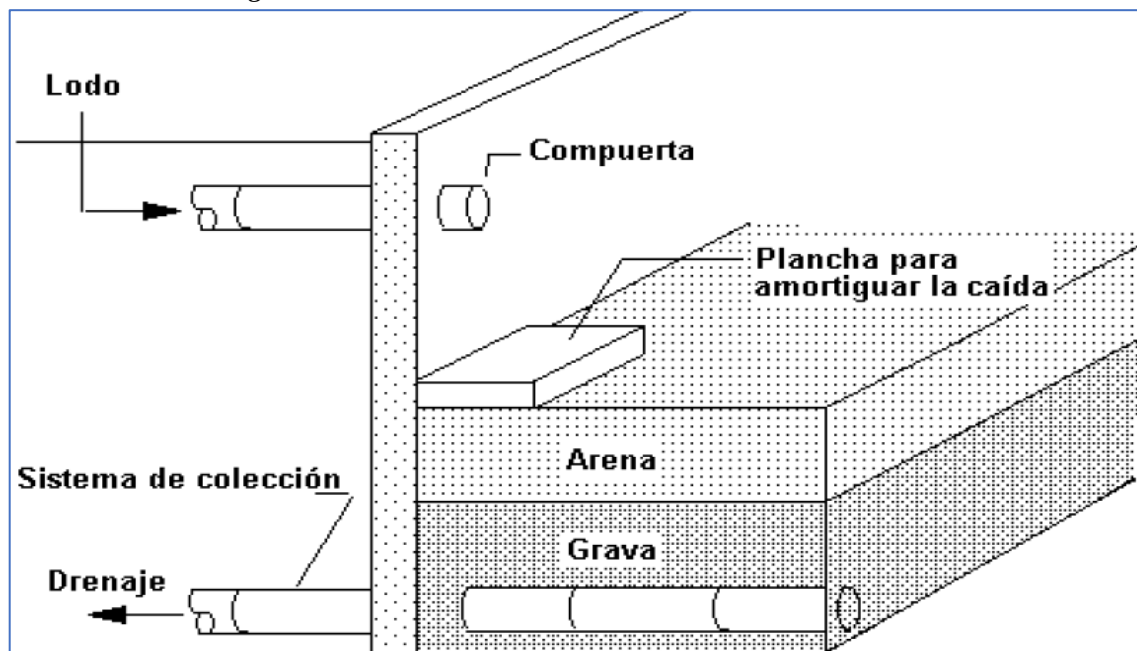 Lodo
Compuerta
Plancha para
amortiguar la caída
Arena
Sistema de colección
Grava
Drenaje